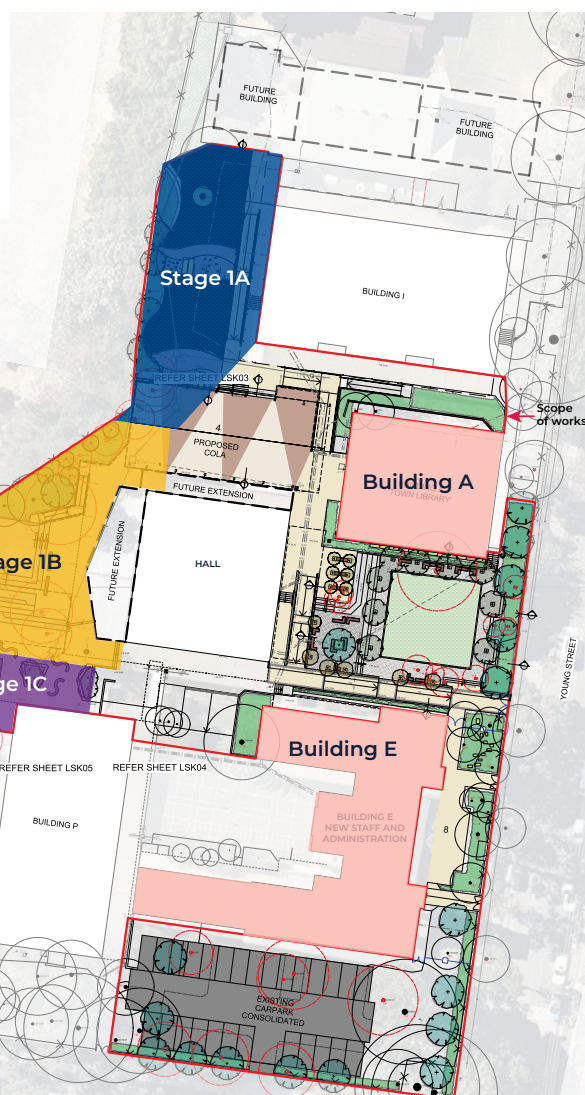 FUTURE
BUILDING
FUTURE
BUILDING
Stage 1A
BUILDING I
REFER SHEET LSK03
Scope
of works
4
PROPOSED
COLA
Building A
TOWN LIBRARY
FUTURE EXTENSION
FUTURE EXTENSION
HALL
age 1B
YOUNG STREET
ge 1C
Building E
REFER SHEET LSK05
REFER SHEET LSK04
BUILDING P
BUILDING E
NEW STAFF AND
ADMINISTRATION
8
EXISTING
CARPARK
CONSOLIDATED